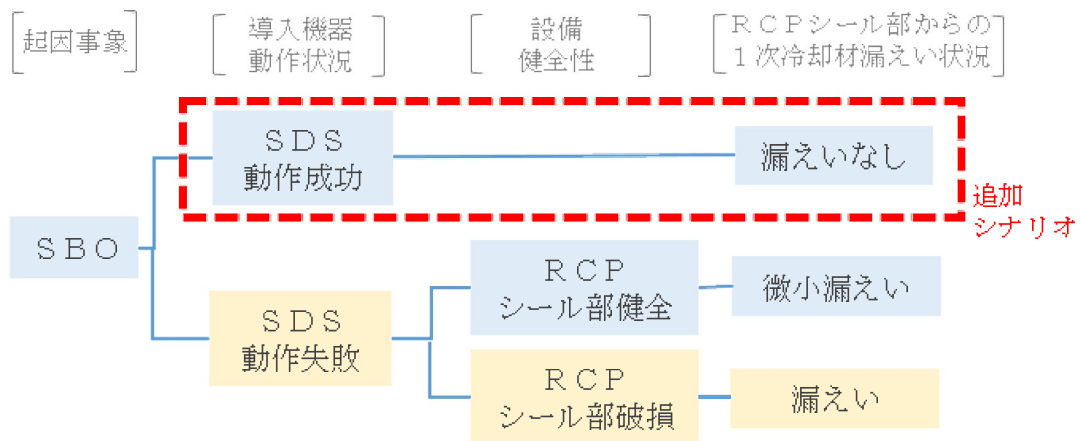 起因事象
導入機器
動作状況
設備
健全性
RCPシール部からの
1次冷却材漏えい状況
SDS
動作成功
漏えいなし
追加
シナリオ
SBO
RCP
シール部健全
微小漏えい
SDS
動作失敗
RCP
シール部破損
漏えい